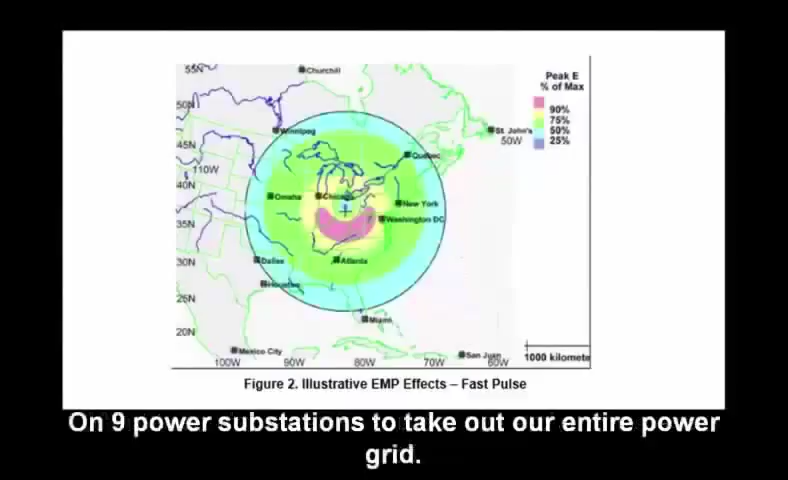 55N
Churchill
Peak E
% of Max
50N
90%
75%
50%
25%
Winnipeg
St. John's
50W
45N
Quebec
110W
40N
Omaha
Chicago
New York
35N
Washington DC
30N
Dallas
Atlanta
Houston
25N
Miami
20N
Mexico City
San Juan
100W
90W
80W
70W
60W
1000 kilomete
Figure 2. Illustrative EMP Effects – Fast Pulse
On 9 power substations to take out our entire power
grid.